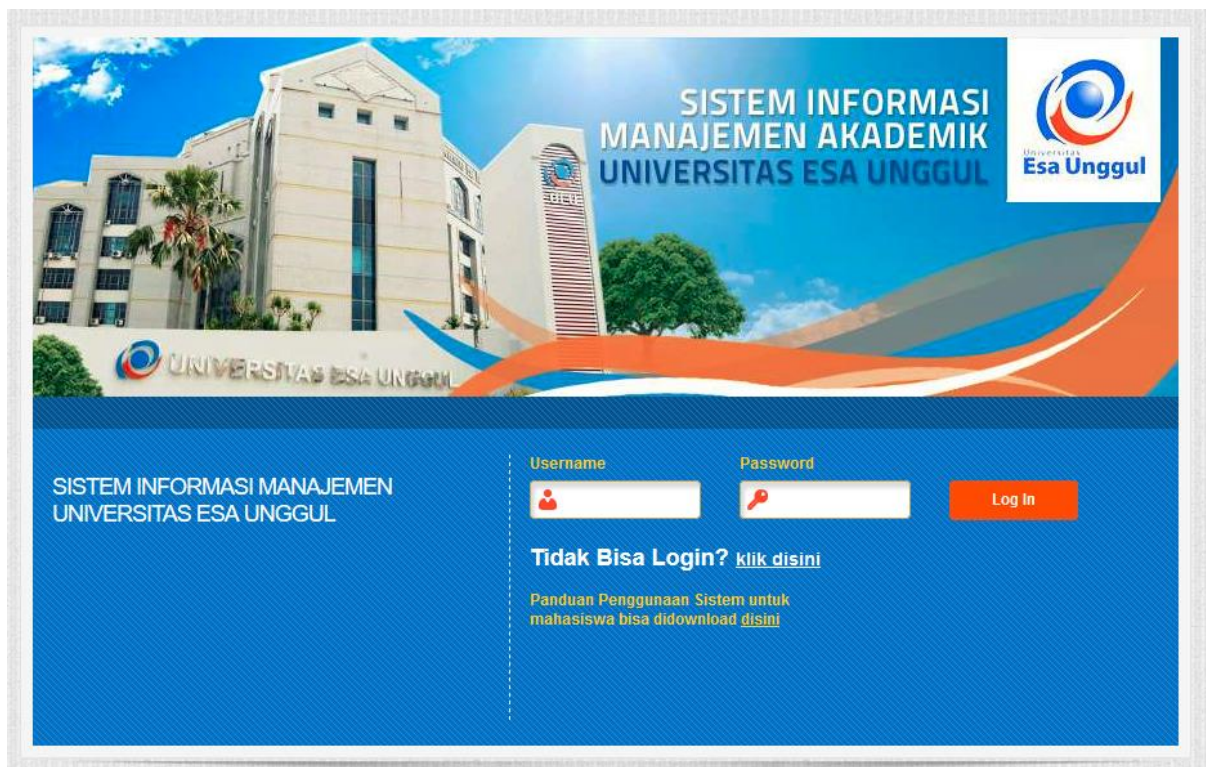 SISTEM INFORMASI
MANAJEMEN AKADEMIK
UNIVERSITAS ESA UNGGUL
Universitas
Esa Unggul
UEU
UNIVERSITAS ESA UNGGUL
SISTEM INFORMASI MANAJEMEN
UNIVERSITAS ESA UNGGUL
Username
Password
Log In
Tidak Bisa Login? klik disini
Panduan Penggunaan Sistem untuk
mahasiswa bisa didownload disini